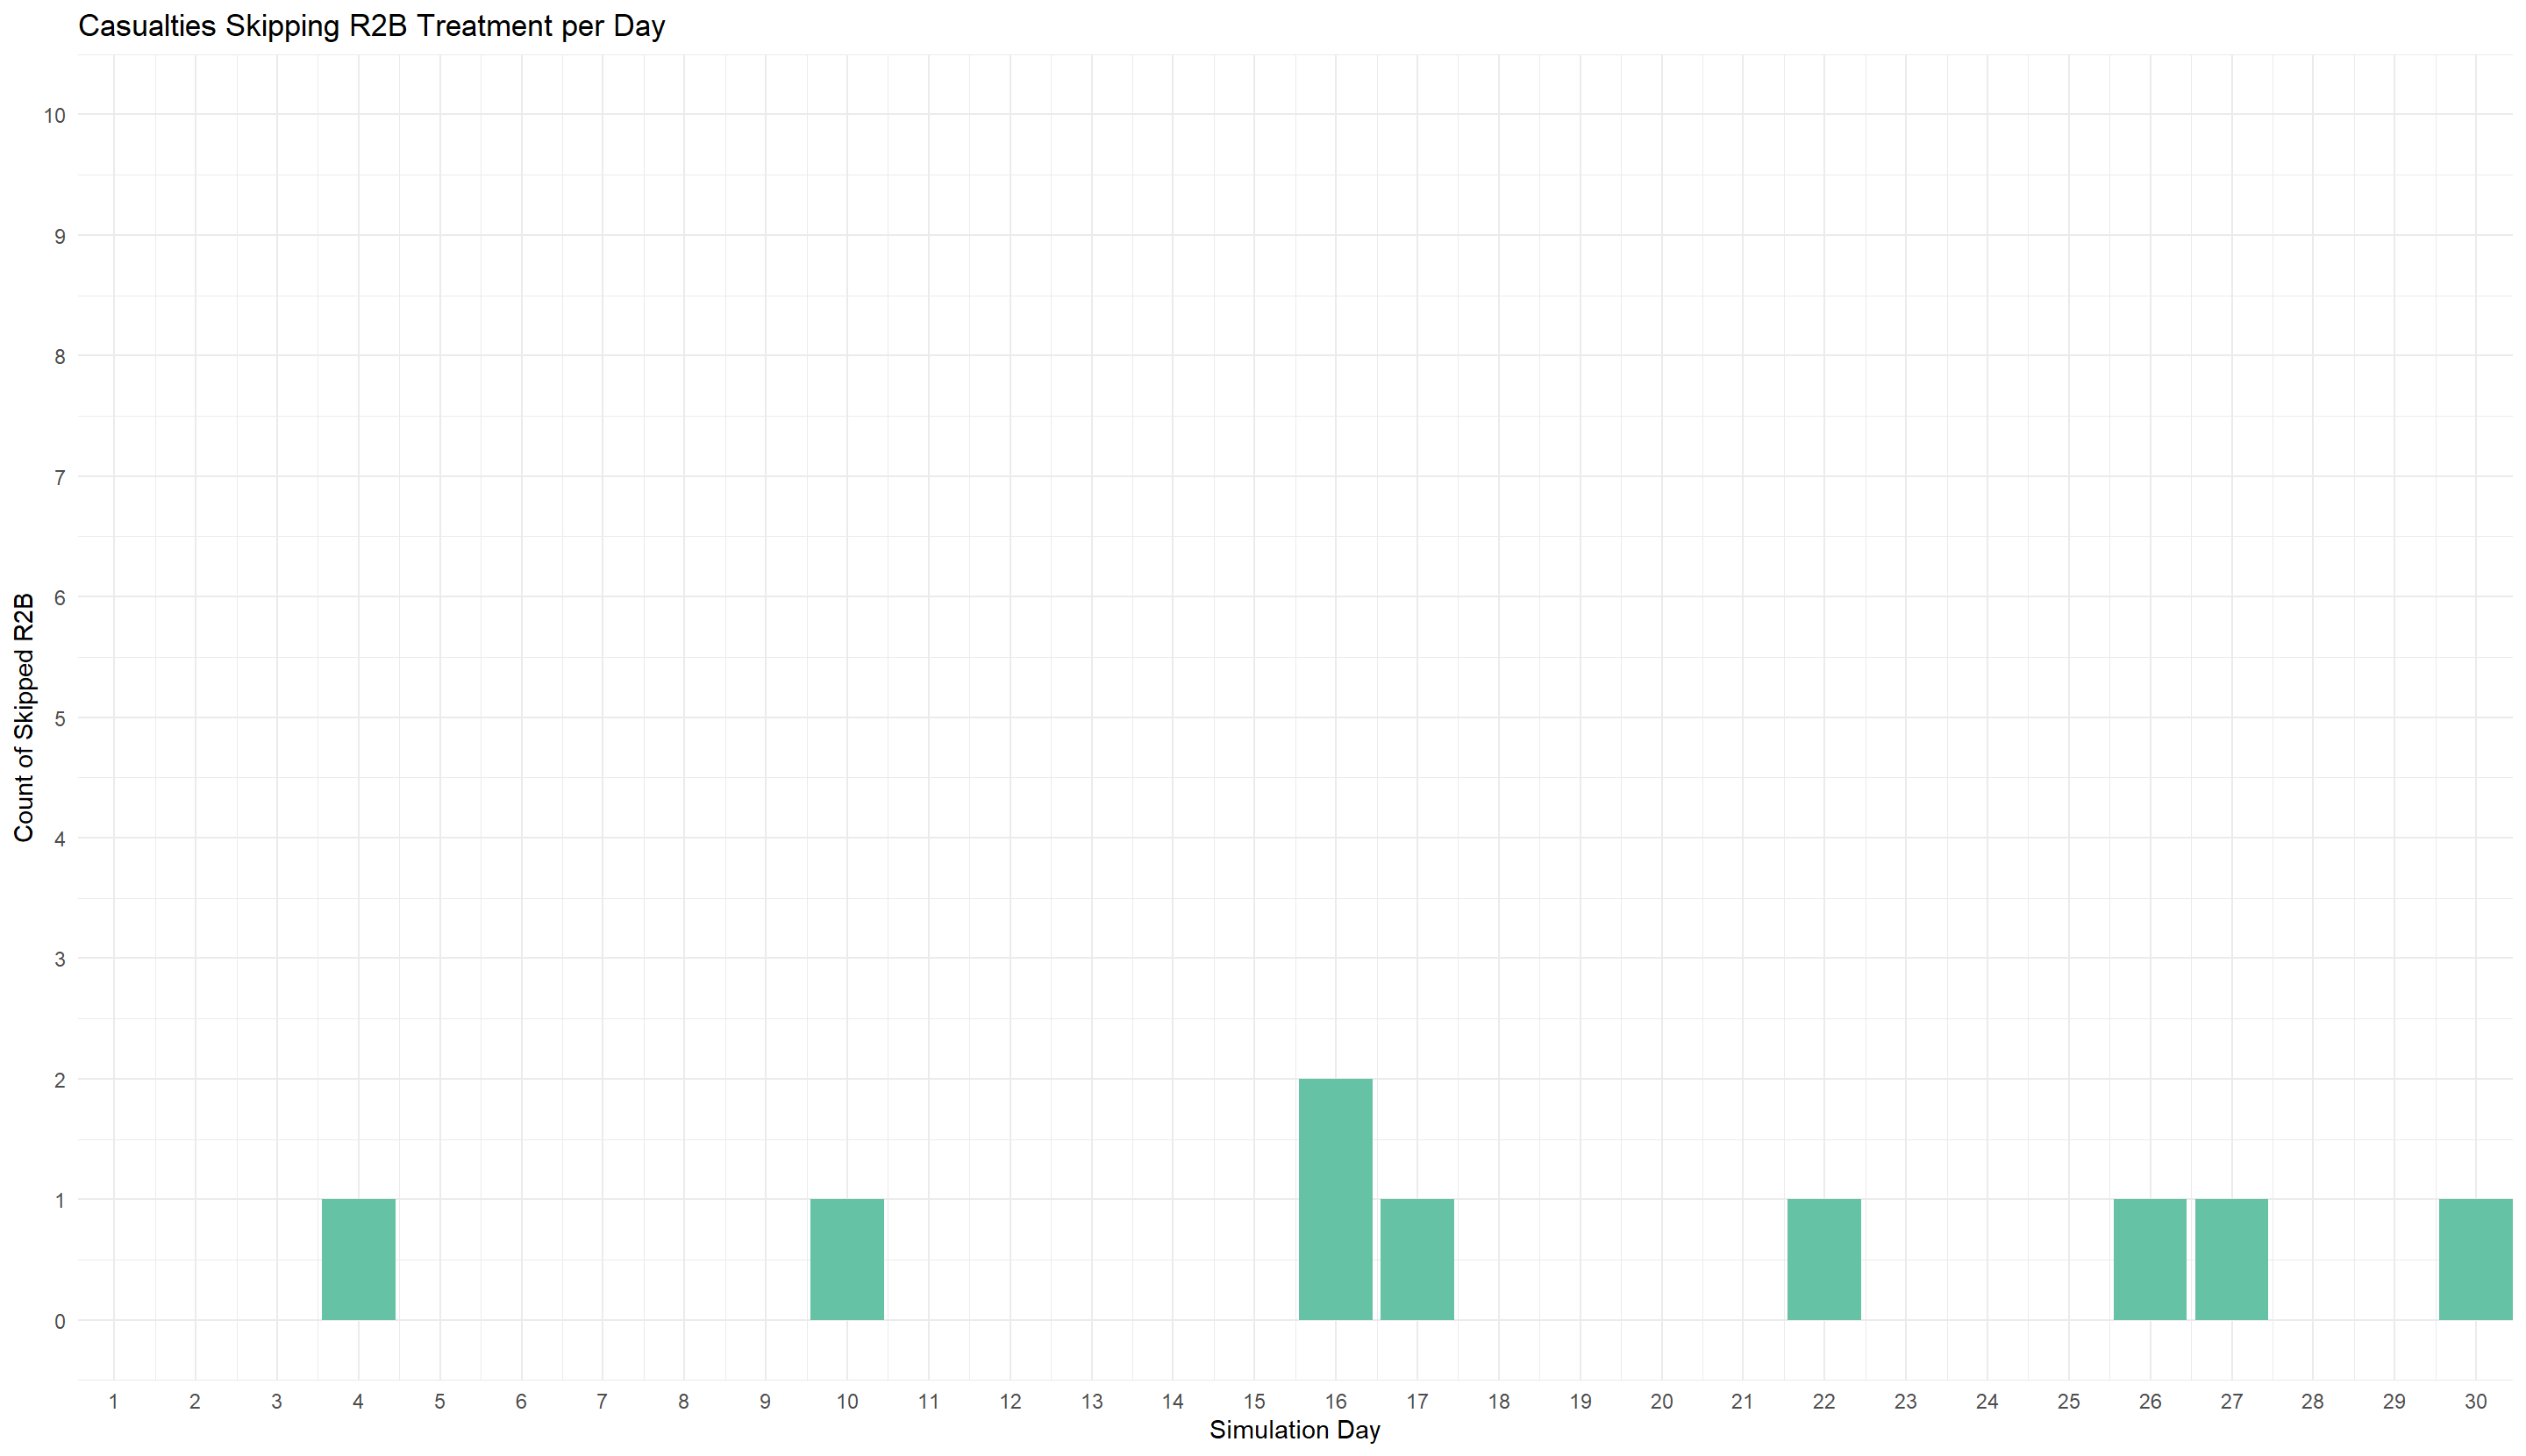 Casualties Skipping R2B Treatment per Day
Count of Skipped R2B
10
9
8
7
6
5
4
3
2
1
0
1 2 3 4 5 6 7 8 9 10 11 12 13 14 15 16 17 18 19 20 21 22 23 24 25 26 27 28 29 30
Simulation Day